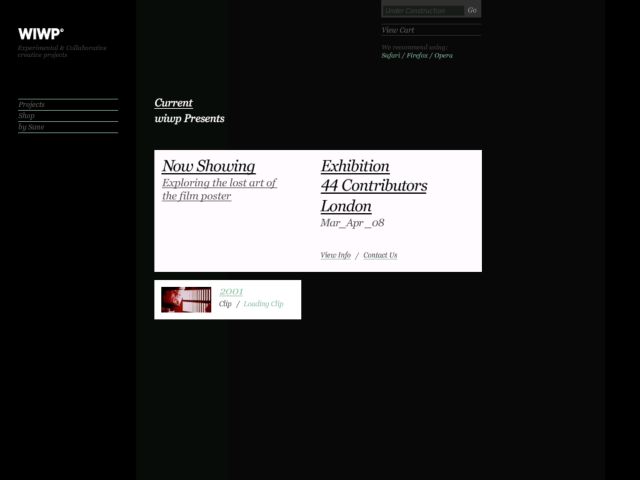 Under Construction Go
WIWP®
View Cart
Experimental & Collaborative
creative projects
We recommend using:
Safari / Firefox / Opera
Projects
Shop
by Sane
Current
wiwp Presents
Now Showing
Exploring the lost art of
the film poster
Exhibition
44 Contributors
London
Mar_Apr_08
View Info / Contact Us
2001
Clip / Loading Clip